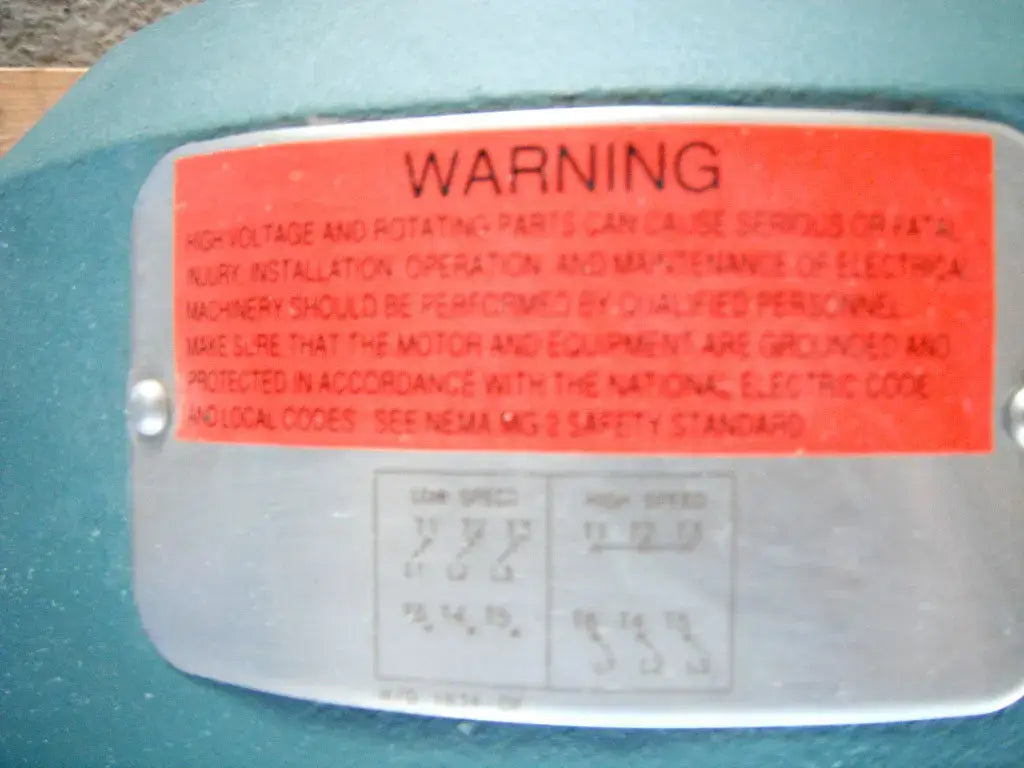 WARNING
HIGH VOLTAGE AND ROTATING PARTS CAN CAUSE SERIOUS OR FATAL
INJURY. INSTALLATION, OPERATION, AND MAINTENANCE OF ELECTRICAL
MACHINERY SHOULD BE PERFORMED BY QUALIFIED PERSONNEL.
MAKE SURE THAT THE MOTOR AND EQUIPMENT ARE GROUNDED AND
PROTECTED IN ACCORDANCE WITH THE NATIONAL ELECTRIC CODE
AND LOCAL CODES. SEE NEMA MG-2 SAFETY STANDARD.
LOW SPEED HIGH SPEED
T1 T2 T3 T1 T2 T3
L1 L2 L3
T6 T4 T5 T6 T4 T5